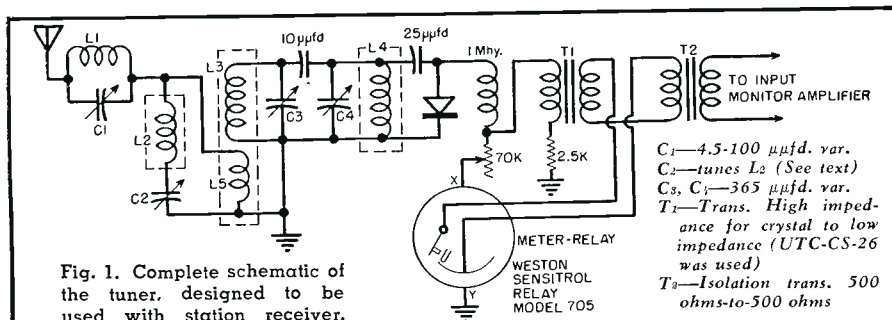 L1
10µµfd
25µµfd
1 Mhy.
T1
T2
L3
L4
C1
C3
C4
L2
TO INPUT
MONITOR AMPLIFIER
L5
70K
2.5K
C2
X
C₁—4.5-100 µµfd. var.
C₂—tunes L₂ (See text)
C₃, C₄—365 µµfd. var.
T₁—Trans. High imped-
ance for crystal to low
impedance (UTC-CS-26
was used)
T₂—Isolation trans. 500
ohms-to-500 ohms
METER-RELAY
WESTON
SENSITROL
RELAY
MODEL 705
Y
Fig. 1. Complete schematic of
the tuner, designed to be
used with station receiver.